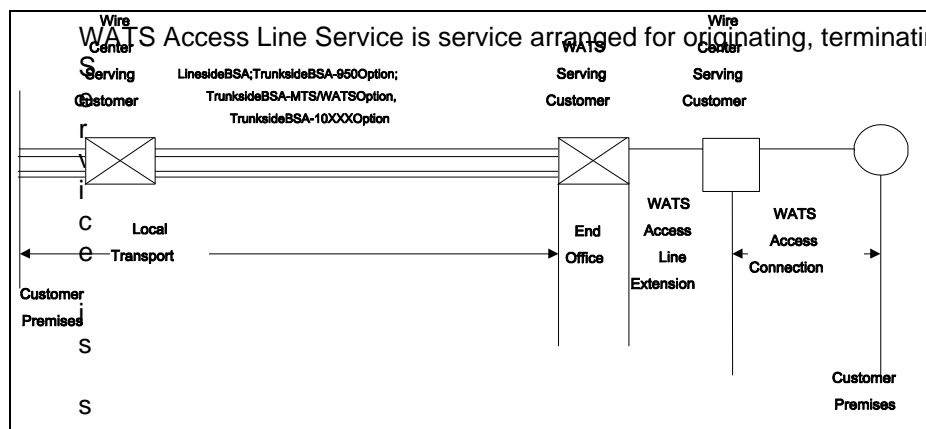 WATS Access Line Service is service arranged for originating, terminati
S
e
r
v
i
c
e
i
s
s
Wire
Center
Serving
Customer
LinesideBSA;TrunksideBSA-950Option;
TrunksideBSA-MTS/WATSOption,
TrunksideBSA-10XXXOption
WATS
Serving
Customer
Wire
Center
Serving
Customer
Local
Transport
End
Office
WATS
Access
Line
Extension
WATS
Access
Connection
Customer
Premises
Customer
Premises